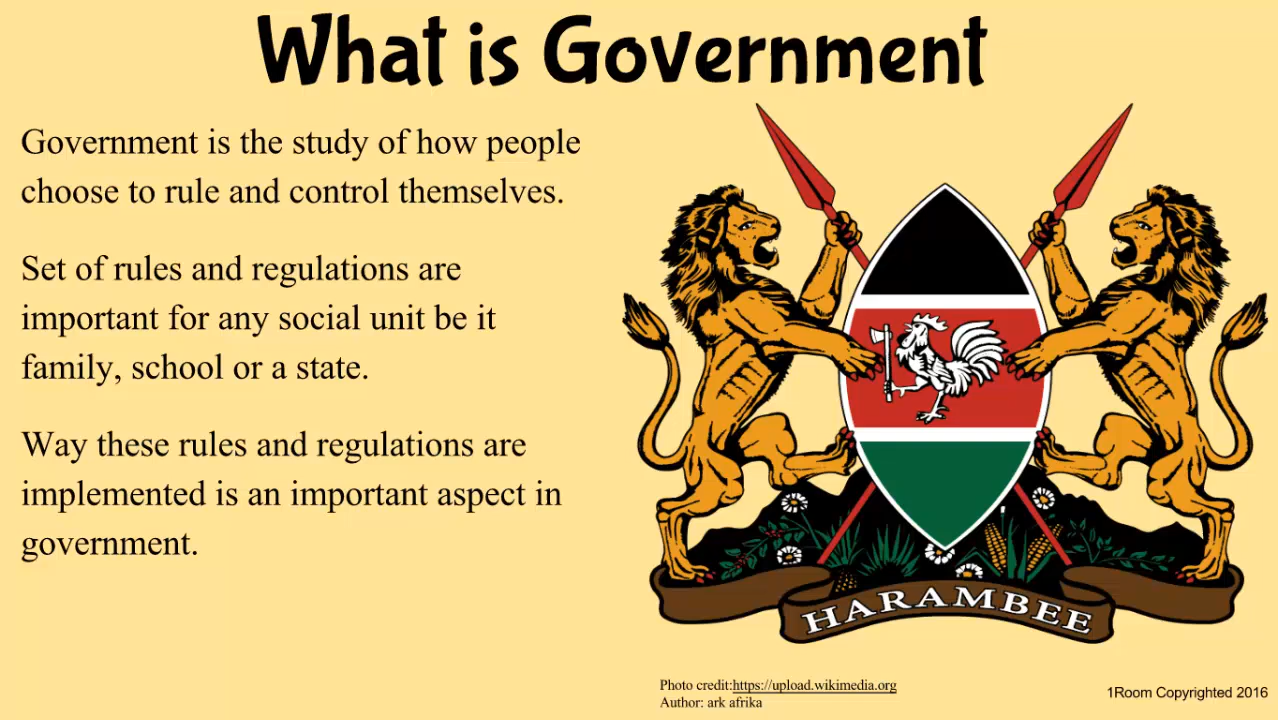 What is Government
Government is the study of how people
choose to rule and control themselves.
Set of rules and regulations are
important for any social unit be it
family, school or a state.
Way these rules and regulations are
implemented is an important aspect in
government.
HARAMBEE
Photo credit:https://upload.wikimedia.org
Author: ark afrika
1Room Copyrighted 2016